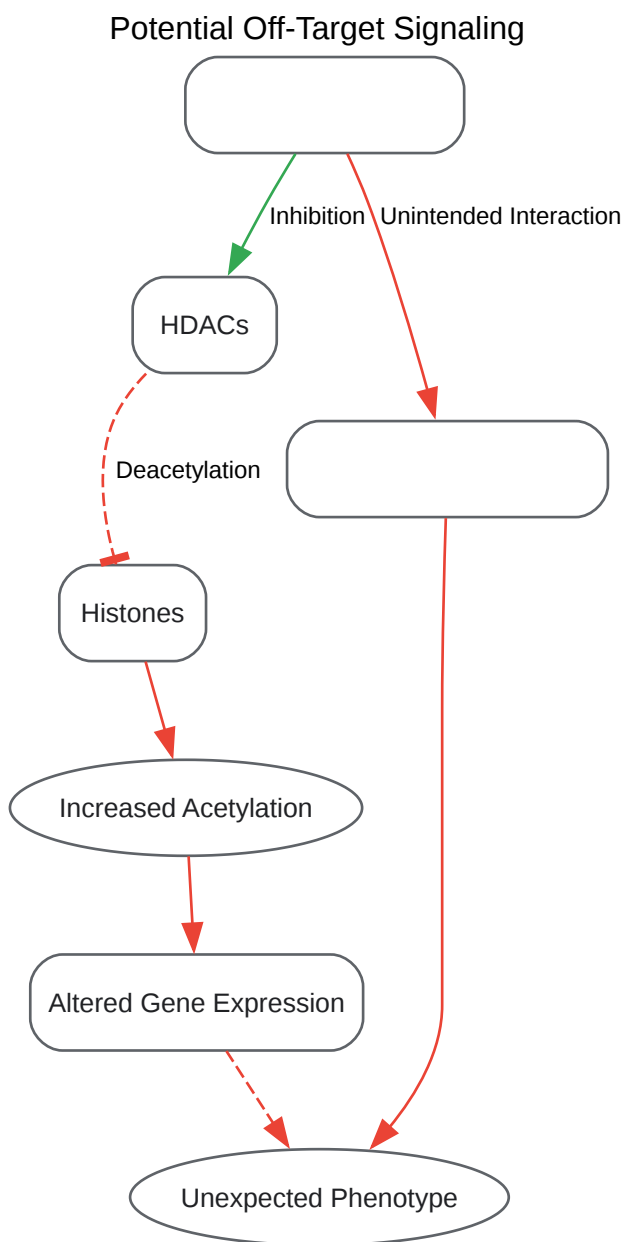 Potential Off-Target Signaling
Inhibition
Unintended Interaction
HDACs
Deacetylation
Histones
Increased Acetylation
Altered Gene Expression
Unexpected Phenotype